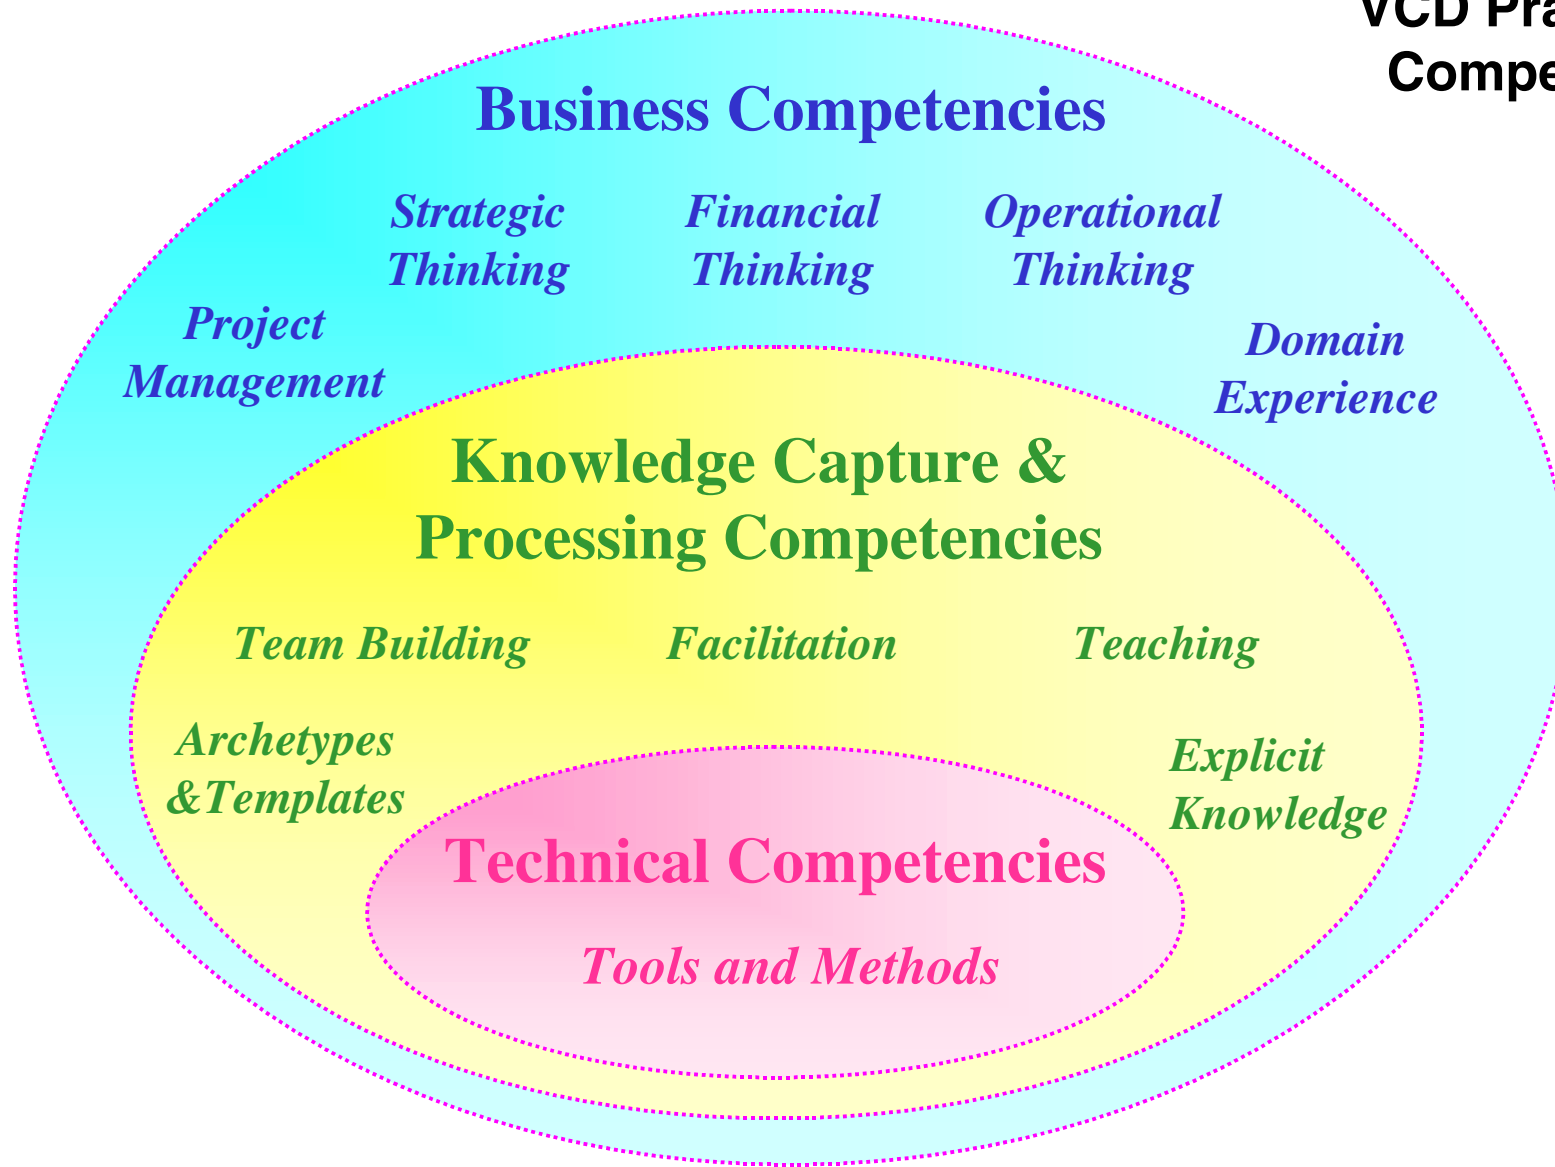 VCD
Business Competencies
Strategic
Thinking
Financial
Thinking
Operational
Thinking
Project
Management
Domain
Experience
Knowledge Capture &
Processing Competencies
Team Building
Facilitation
Teaching
Archetypes
&Templates
Explicit
Knowledge
Technical Competencies
Tools and Methods